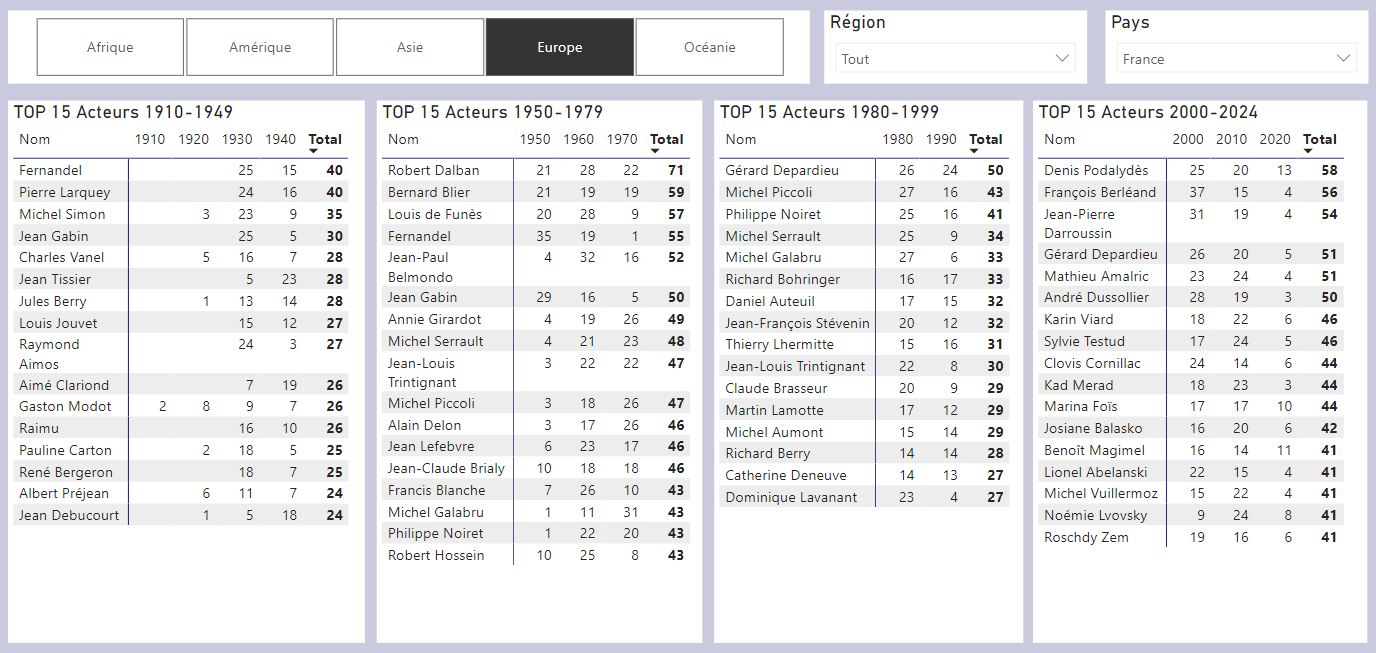 Afrique Amérique Asie Europe Océanie
Région
Tout
Pays
France
TOP 15 Acteurs 1910-1949
Nom 1910 1920 1930 1940 Total
Fernandel 25 15 40
Pierre Larquey 24 16 40
Michel Simon 3 23 9 35
Jean Gabin 25 5 30
Charles Vanel 5 16 7 28
Jean Tissier 5 23 28
Jules Berry 1 13 14 28
Louis Jouvet 15 12 27
Raymond 24 3 27
Aimos
Aimé Clariond 7 19 26
Gaston Modot 2 8 9 7 26
Raimu 16 10 26
Pauline Carton 2 18 5 25
René Bergeron 18 7 25
Albert Préjean 6 11 7 24
Jean Debucourt 1 5 18 24
TOP 15 Acteurs 1950-1979
Nom 1950 1960 1970 Total
Robert Dalban 21 28 22 71
Bernard Blier 21 19 19 59
Louis de Funès 20 28 9 57
Fernandel 35 19 1 55
Jean-Paul 4 32 16 52
Belmondo
Jean Gabin 29 16 5 50
Annie Girardot 4 19 26 49
Michel Serrault 4 21 23 48
Jean-Louis 3 22 22 47
Trintignant
Michel Piccoli 3 18 26 47
Alain Delon 3 17 26 46
Jean Lefebvre 6 23 17 46
Jean-Claude Brialy 10 18 18 46
Francis Blanche 7 26 10 43
Michel Galabru 1 11 31 43
Philippe Noiret 1 22 20 43
Robert Hossein 10 25 8 43
TOP 15 Acteurs 1980-1999
Nom 1980 1990 Total
Gérard Depardieu 26 24 50
Michel Piccoli 27 16 43
Philippe Noiret 25 16 41
Michel Serrault 25 9 34
Michel Galabru 27 6 33
Richard Bohringer 16 17 33
Daniel Auteuil 17 15 32
Jean-François Stévenin 20 12 32
Thierry Lhermitte 15 16 31
Jean-Louis Trintignant 22 8 30
Claude Brasseur 20 9 29
Martin Lamotte 17 12 29
Michel Aumont 15 14 29
Richard Berry 14 14 28
Catherine Deneuve 14 13 27
Dominique Lavanant 23 4 27
TOP 15 Acteurs 2000-2024
Nom 2000 2010 2020 Total
Denis Podalydès 25 20 13 58
François Berléand 37 15 4 56
Jean-Pierre 31 19 4 54
Darroussin
Gérard Depardieu 26 20 5 51
Mathieu Amalric 23 24 4 51
André Dussollier 28 19 3 50
Karin Viard 18 22 6 46
Sylvie Testud 17 24 5 46
Clovis Cornillac 24 14 6 44
Kad Merad 18 23 3 44
Marina Foïs 17 17 10 44
Josiane Balasko 16 20 6 42
Benoît Magimel 16 14 11 41
Lionel Abelanski 22 15 4 41
Michel Vuillermoz 15 22 4 41
Noémie Lvovsky 9 24 8 41
Roschdy Zem 19 16 6 41